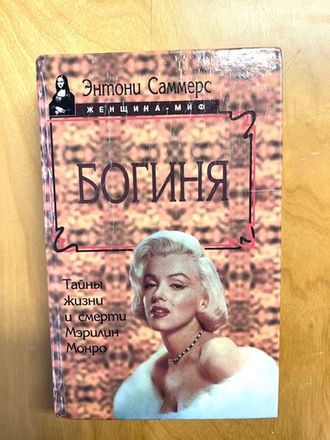 Энтони Саммерс
ЖЕНЩИНА-МИФ
БОГИНЯ
Тайны
жизни
и смерти
Мэрилин
Монро